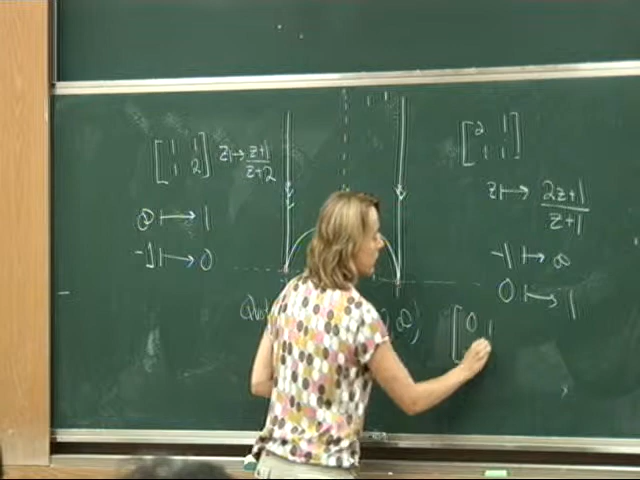 [1 1
1 2] z ↦ z+1
z+2
∞ ↦ 1
-1 ↦ 0
[2 1
1 1]
z ↦ 2z+1
z+1
-1 ↦ ∞
0 ↦ 1
[0 1